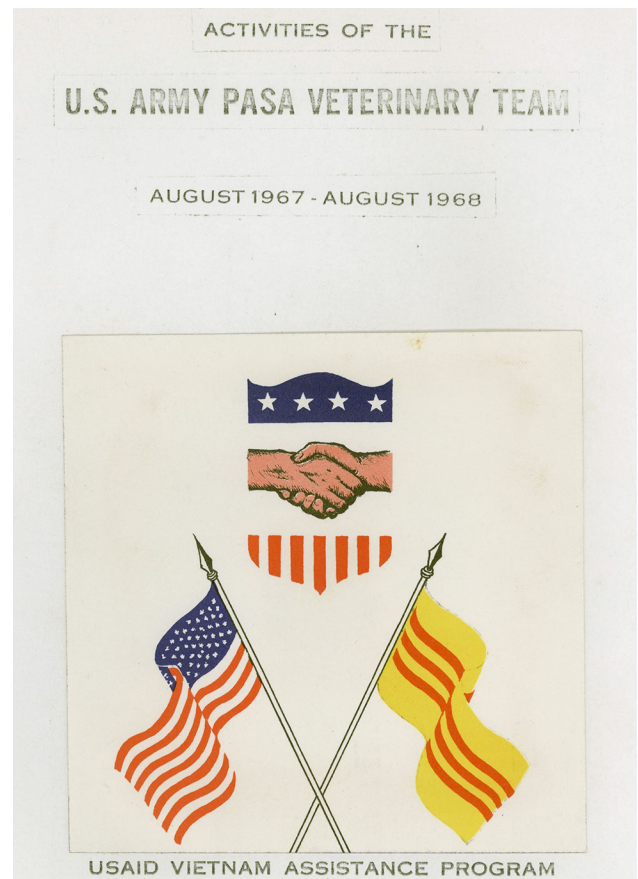 ACTIVITIES OF THE
U.S. ARMY PASA VETERINARY TEAM
AUGUST 1967 - AUGUST 1968
USAID VIETNAM ASSISTANCE PROGRAM